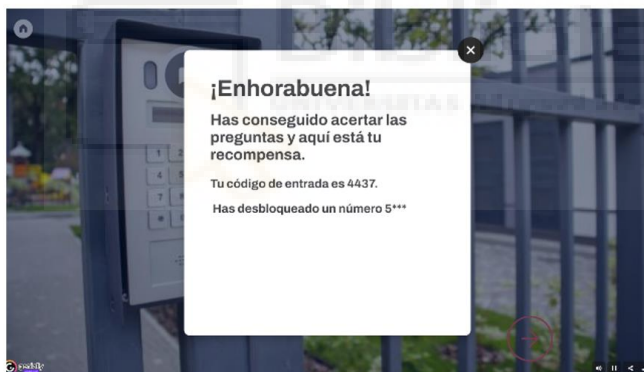 ¡Enhorabuena!
Has conseguido acertar las
preguntas y aquí está tu
recompensa.
Tu código de entrada es 4437.
Has desbloqueado un número 5***
genially